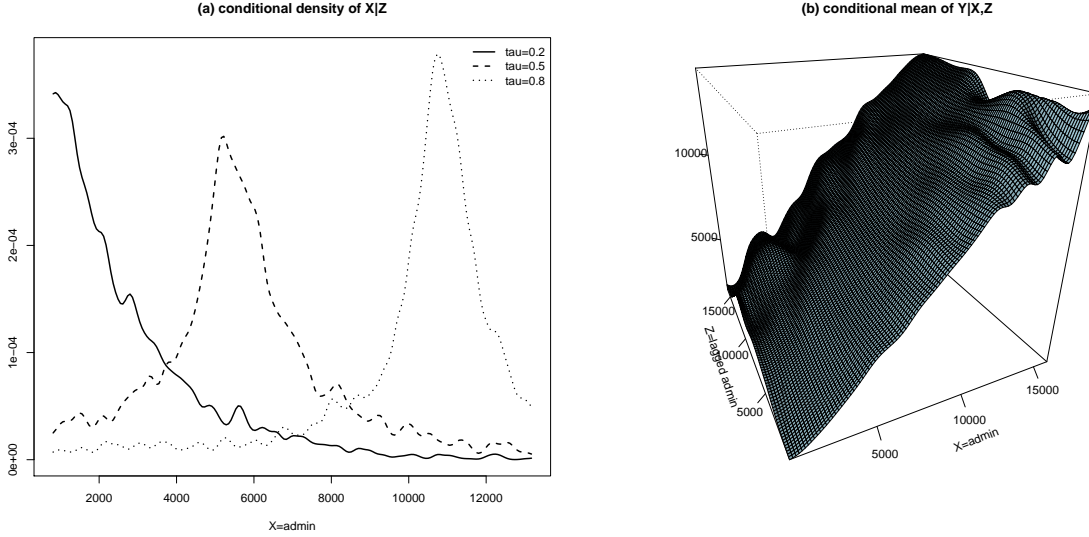 (a) conditional density of X|Z
tau=0.2
tau=0.5
tau=0.8
3e−04
2e−04
1e−04
0e+00
2000 4000 6000 8000 10000 12000
X=admin
(b) conditional mean of Y|X,Z
10000
5000
15000
10000
5000
Z=lagged admin
5000
10000
15000
X=admin